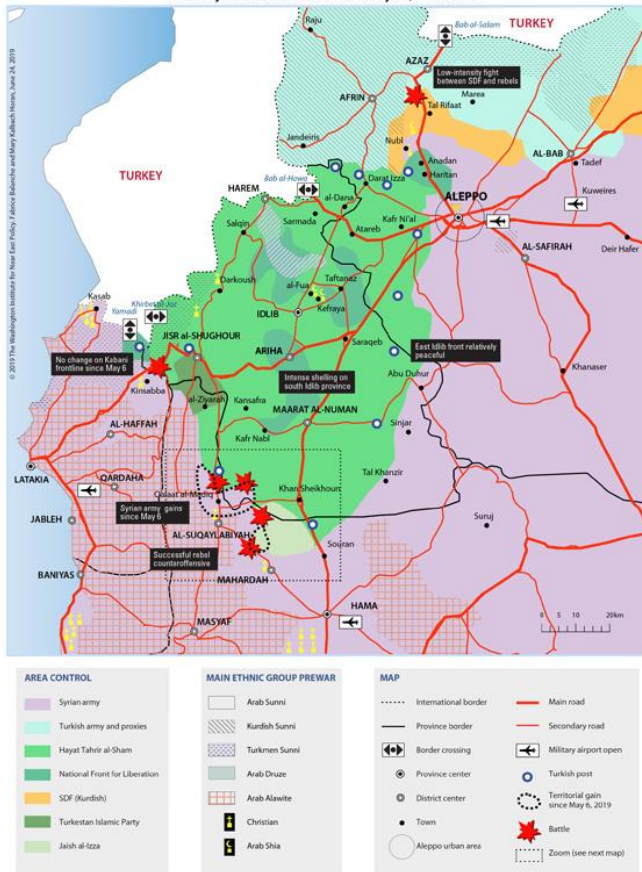 TURKEY
Bab al-Salam
Raju
AZAZ
Low-intensity fight
between SDF and rebels
Marea
AFRIN
Tal Rifaat
Jandeiris
Nubl
AL-BAB
Anadan
Tadef
TURKEY
Bab al-Hawa
Darat Izza
Haritan
Kuweires
HAREM
al-Dana
ALEPPO
Sarmada
Kafr Ni'al
Salqin
Atareb
Deir Hafer
AL-SAFIRAH
Darkoush
al-Fua
Taftanaz
Kefraya
Kasab
Khirbet al-Joz
Yamadi
IDLIB
JISR al-SHUGHOUR
Saraqeb
East Idlib front relatively
peaceful
No change on Kabani
frontline since May 6
ARIHA
Khanaser
Intense shelling on
south Idlib province
Abu Duhur
Kinsabba
al-Ziyarah
Kansafra
MAARAT AL-NUMAN
AL-HAFFAH
Kafr Nabl
Sinjar
LATAKIA
QARDAHA
Tal Khanzir
Qalaat al-Madiq
Khan Sheikhoun
Syrian army gains
since May 6
Suruj
JABLEH
AL-SUQAYLABIYAH
Successful rebel
counteroffensive
Souran
BANIYAS
MAHARDAH
HAMA
MASYAF
0 10 20km
© 2019 The Washington Institute for Near East Policy / Fabrice Balanche and Mary Kalbach Horan, June 24, 2019
AREA CONTROL
Syrian army
Turkish army and proxies
Hayat Tahrir al-Sham
National Front for Liberation
SDF (Kurdish)
Turkestan Islamic Party
Jaish al-Izza
MAIN ETHNIC GROUP PREWAR
Arab Sunni
Kurdish Sunni
Turkmen Sunni
Arab Druze
Arab Alawite
Christian
Arab Shia
MAP
International border
Province border
Border crossing
Province center
District center
Town
Aleppo urban area
Main road
Secondary road
Military airport open
Turkish post
Territorial gain
since May 6, 2019
Battle
Zoom (see next map)